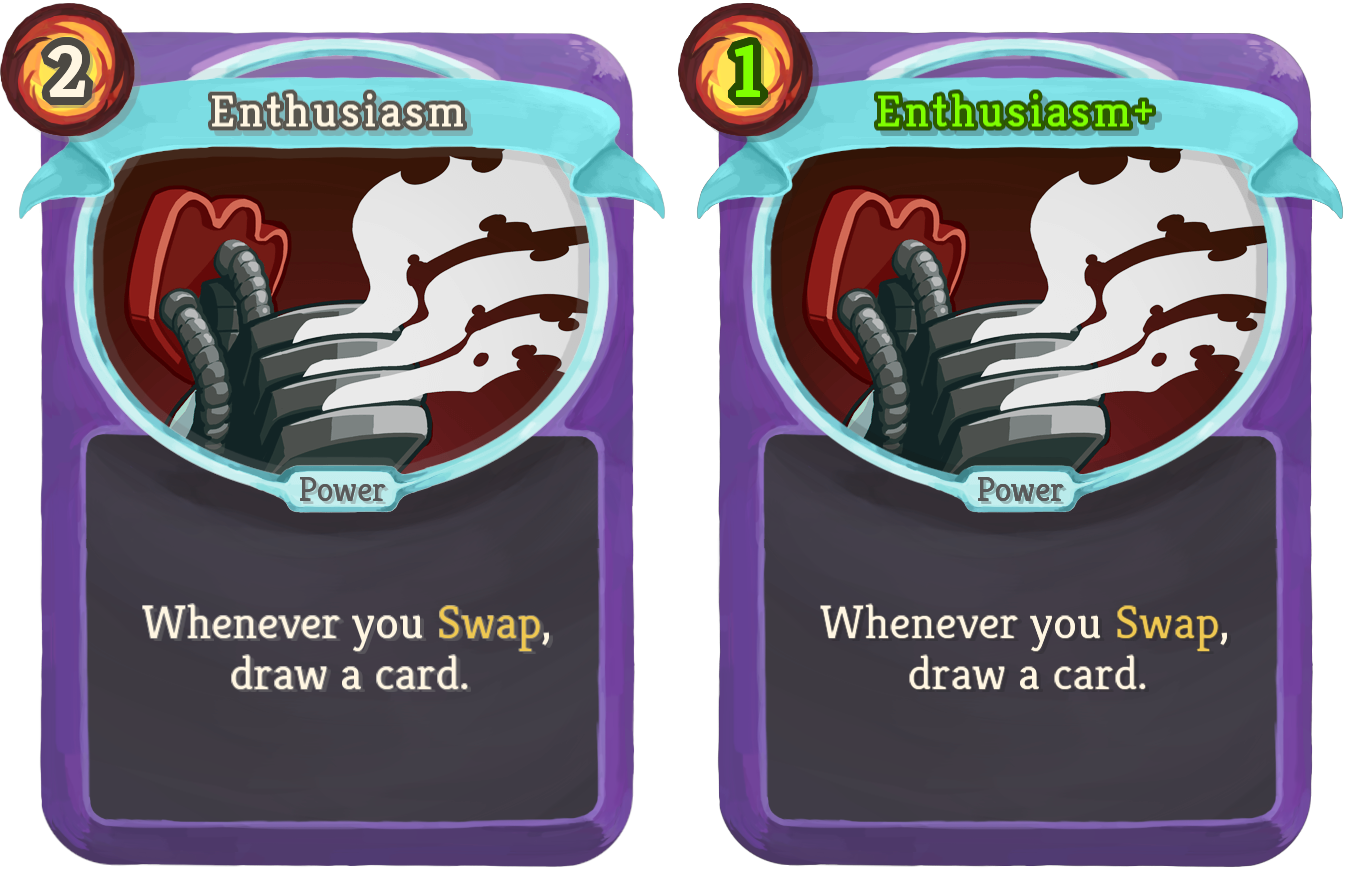 2
Enthusiasm
Power
Whenever you Swap,
draw a card.
1
Enthusiasm+
Power
Whenever you Swap,
draw a card.